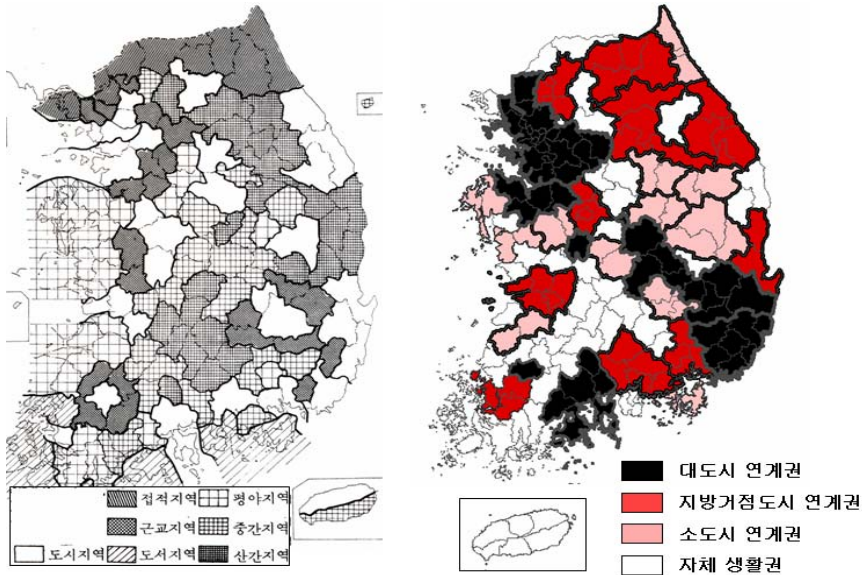 접적지역 평야지역
근교지역 중간지역
도시지역 도서지역 산간지역
대도시 연계권
지방거점도시 연계권
소도시 연계권
자체 생활권